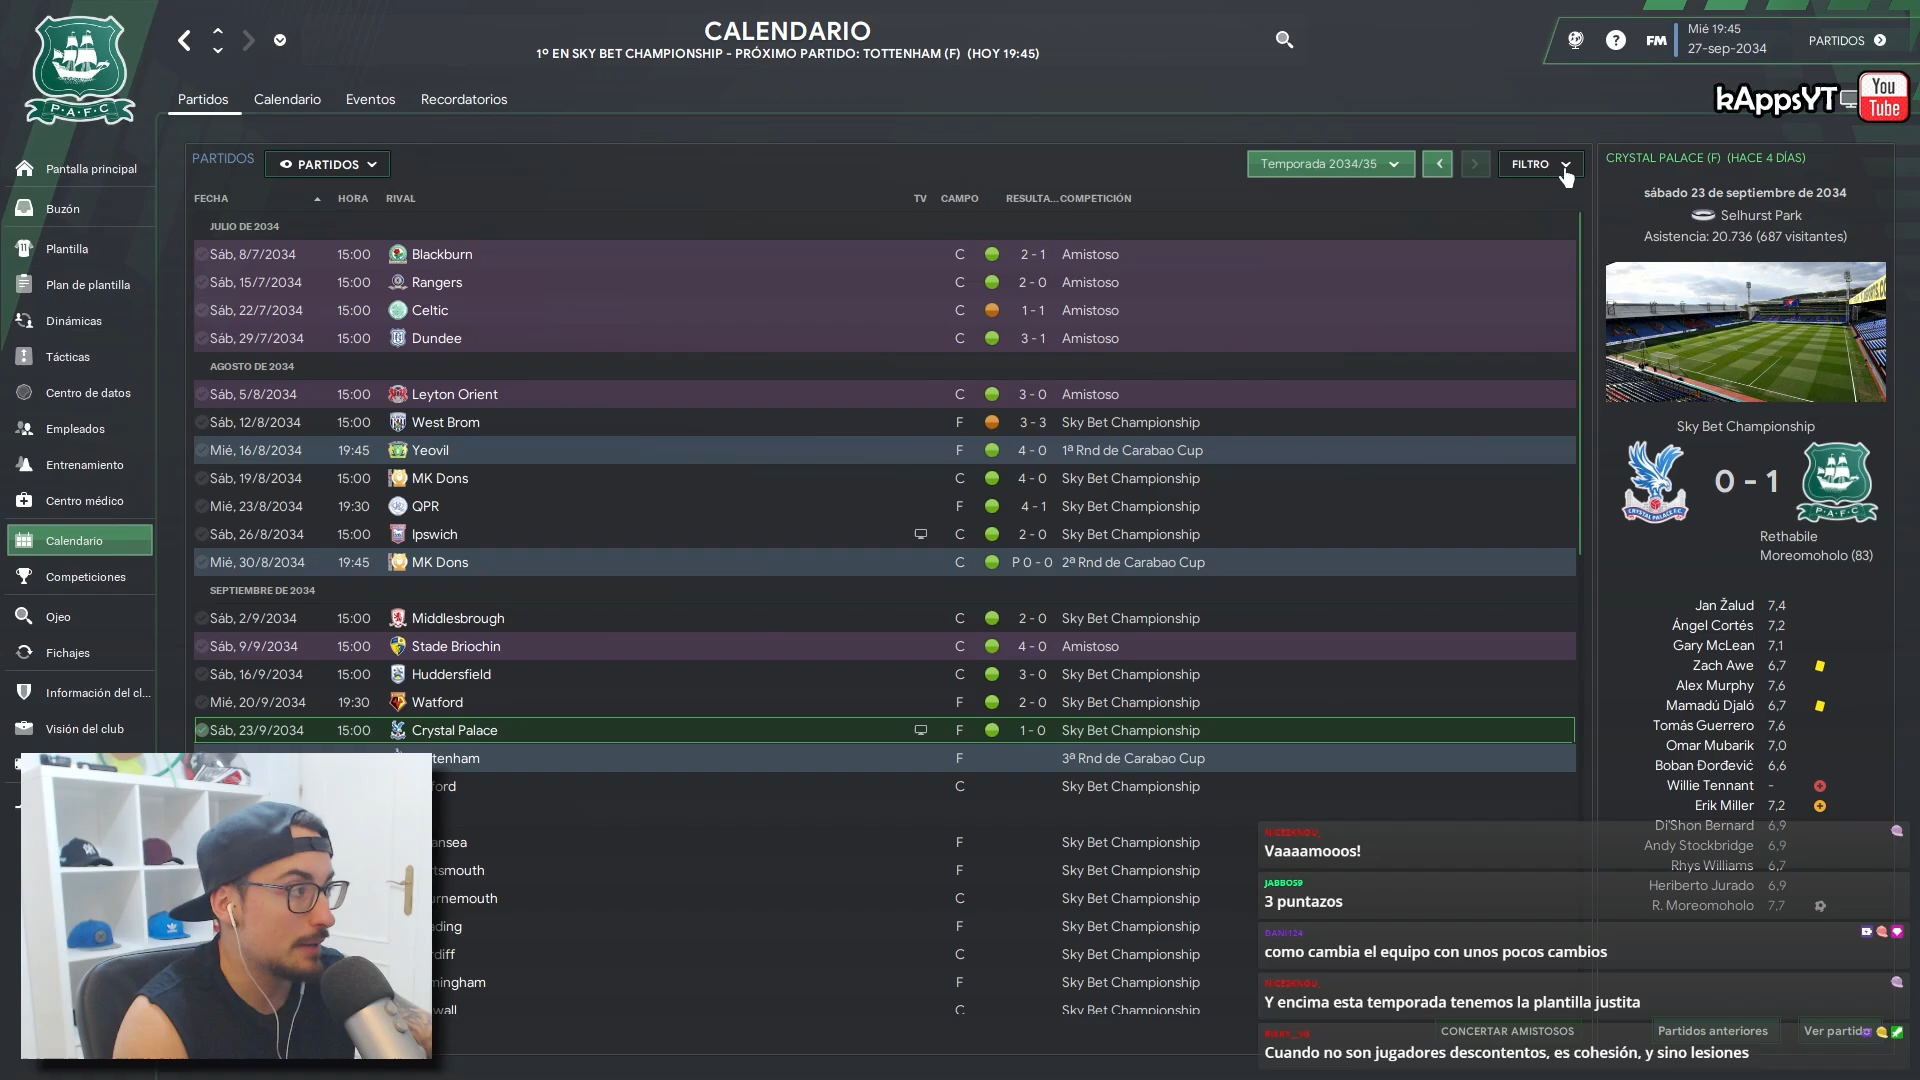 CALENDARIO
1º EN SKY BET CHAMPIONSHIP - PRÓXIMO PARTIDO: TOTTENHAM (F) (HOY 19:45)
FM
Mié 19:45
27-sep-2034
PARTIDOS
P·A·F·C
Partidos
Calendario
Eventos
Recordatorios
kAppsYT
You
Tube
Pantalla principal
Buzón
Plantilla
Plan de plantilla
Dinámicas
Tácticas
Centro de datos
Empleados
Entrenamiento
Centro médico
Calendario
Competiciones
Ojeo
Fichajes
Información del cl...
Visión del club
PARTIDOS
PARTIDOS
Temporada 2034/35
FILTRO
FECHA HORA RIVAL TV CAMPO RESULTA... COMPETICIÓN
JULIO DE 2034
Sáb, 8/7/2034 15:00 Blackburn C 2 - 1 Amistoso
Sáb, 15/7/2034 15:00 Rangers C 2 - 0 Amistoso
Sáb, 22/7/2034 15:00 Celtic C 1 - 1 Amistoso
Sáb, 29/7/2034 15:00 Dundee C 3 - 1 Amistoso
AGOSTO DE 2034
Sáb, 5/8/2034 15:00 Leyton Orient C 3 - 0 Amistoso
Sáb, 12/8/2034 15:00 West Brom F 3 - 3 Sky Bet Championship
Mié, 16/8/2034 19:45 Yeovil F 4 - 0 1ª Rnd de Carabao Cup
Sáb, 19/8/2034 15:00 MK Dons C 4 - 0 Sky Bet Championship
Mié, 23/8/2034 19:30 QPR F 4 - 1 Sky Bet Championship
Sáb, 26/8/2034 15:00 Ipswich C 2 - 0 Sky Bet Championship
Mié, 30/8/2034 19:45 MK Dons C P 0 - 0 2ª Rnd de Carabao Cup
SEPTIEMBRE DE 2034
Sáb, 2/9/2034 15:00 Middlesbrough C 2 - 0 Sky Bet Championship
Sáb, 9/9/2034 15:00 Stade Briochin C 4 - 0 Amistoso
Sáb, 16/9/2034 15:00 Huddersfield C 3 - 0 Sky Bet Championship
Mié, 20/9/2034 19:30 Watford F 2 - 0 Sky Bet Championship
Sáb, 23/9/2034 15:00 Crystal Palace F 1 - 0 Sky Bet Championship
tenham F 3ª Rnd de Carabao Cup
ord C Sky Bet Championship
ansea F Sky Bet Championship
tsmouth F Sky Bet Championship
urnemouth C Sky Bet Championship
ding F Sky Bet Championship
diff C Sky Bet Championship
mingham F Sky Bet Championship
wall C Sky Bet Championship
CRYSTAL PALACE (F) (HACE 4 DÍAS)
sábado 23 de septiembre de 2034
Selhurst Park
Asistencia: 20.736 (687 visitantes)
Sky Bet Championship
0 - 1
CRYSTAL PALACE F.C.
P·A·F·C
Rethabile
Moreomoholo (83)
Jan Žalud 7,4
Ángel Cortés 7,2
Gary McLean 7,1
Zach Awe 6,7
Alex Murphy 7,6
Mamadú Djaló 6,7
Tomás Guerrero 7,6
Omar Mubarik 7,0
Boban Đorđević 6,6
Willie Tennant -
Erik Miller 7,2
Di'Shon Bernard 6,9
Andy Stockbridge 6,9
Rhys Williams 6,7
Heriberto Jurado 6,9
R. Moreomoholo 7,7
Vaaaamooos!
JABBOS9
3 puntazos
DANI124
como cambia el equipo con unos pocos cambios
Y encima esta temporada tenemos la plantilla justita
CONCERTAR AMISTOSOS
Partidos anteriores
Ver partido
Cuando no son jugadores descontentos, es cohesión, y sino lesiones